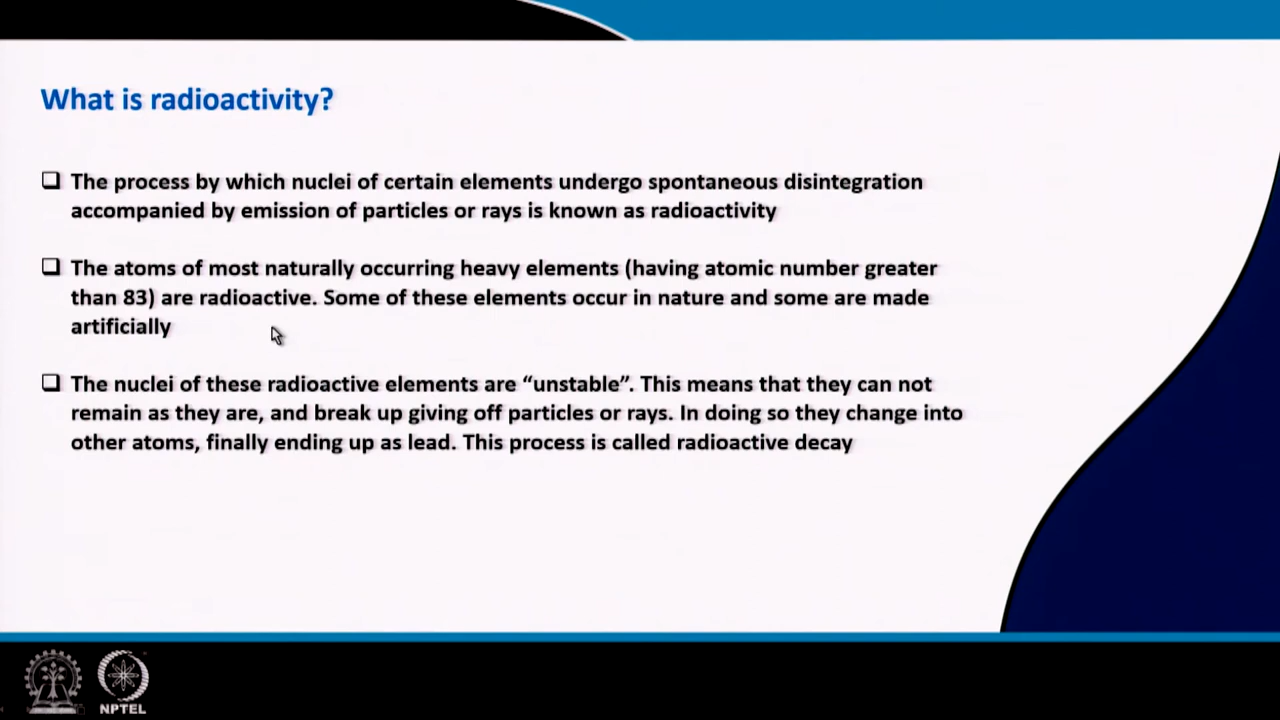 What is radioactivity?
The process by which nuclei of certain elements undergo spontaneous disintegration
accompanied by emission of particles or rays is known as radioactivity
The atoms of most naturally occurring heavy elements (having atomic number greater
than 83) are radioactive. Some of these elements occur in nature and some are made
artificially
The nuclei of these radioactive elements are “unstable”. This means that they can not
remain as they are, and break up giving off particles or rays. In doing so they change into
other atoms, finally ending up as lead. This process is called radioactive decay
NPTEL